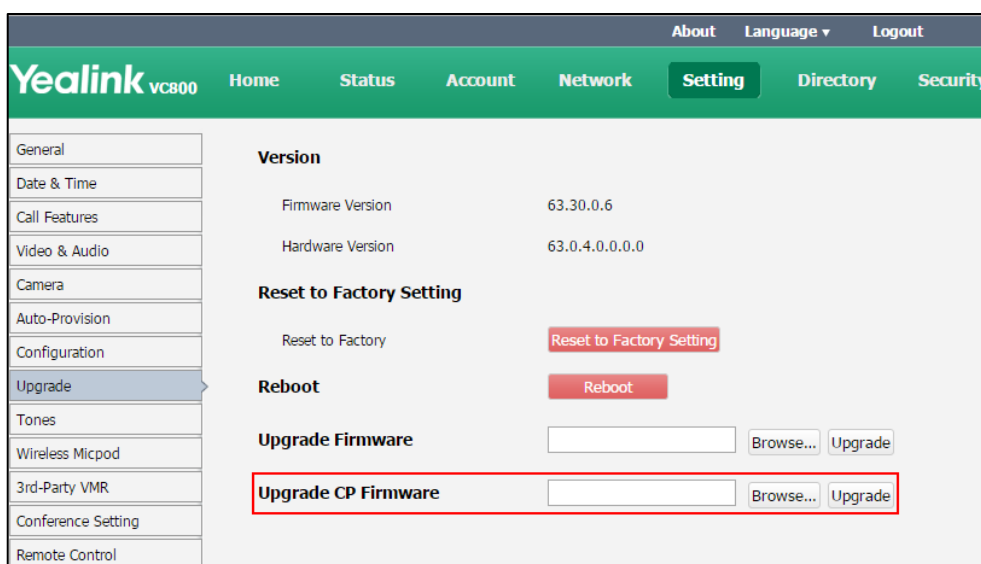 About Language ▾ Logout
Yealink VC800 Home Status Account Network Setting Directory Security
General
Date & Time
Call Features
Video & Audio
Camera
Auto-Provision
Configuration
Upgrade
Tones
Wireless Micpod
3rd-Party VMR
Conference Setting
Remote Control
Version
Firmware Version 63.30.0.6
Hardware Version 63.0.4.0.0.0.0
Reset to Factory Setting
Reset to Factory Reset to Factory Setting
Reboot Reboot
Upgrade Firmware Browse... Upgrade
Upgrade CP Firmware Browse... Upgrade